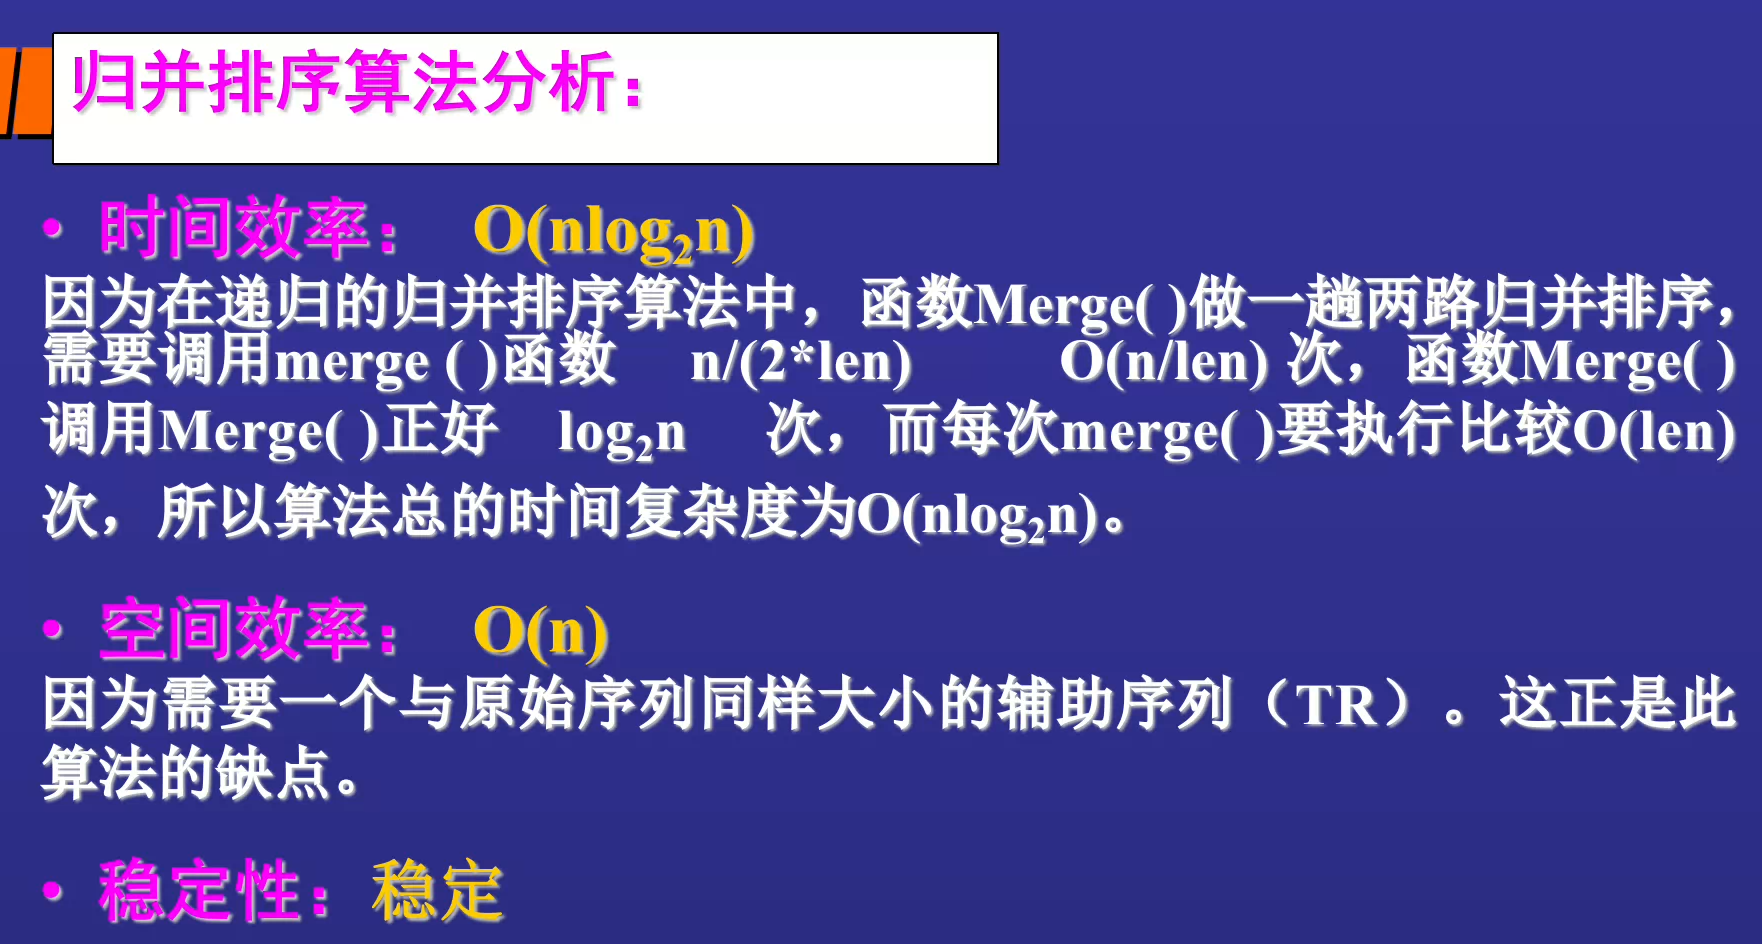 归并排序算法分析：
• 时间效率： O(nlog₂n)
因为在递归的归并排序算法中，函数Merge( )做一趟两路归并排序，
需要调用merge ( )函数 n/(2*len) O(n/len) 次，函数Merge( )
调用Merge( )正好 log₂n 次，而每次merge( )要执行比较O(len)
次，所以算法总的时间复杂度为O(nlog₂n)。
• 空间效率： O(n)
因为需要一个与原始序列同样大小的辅助序列（TR）。这正是此
算法的缺点。
• 稳定性：稳定